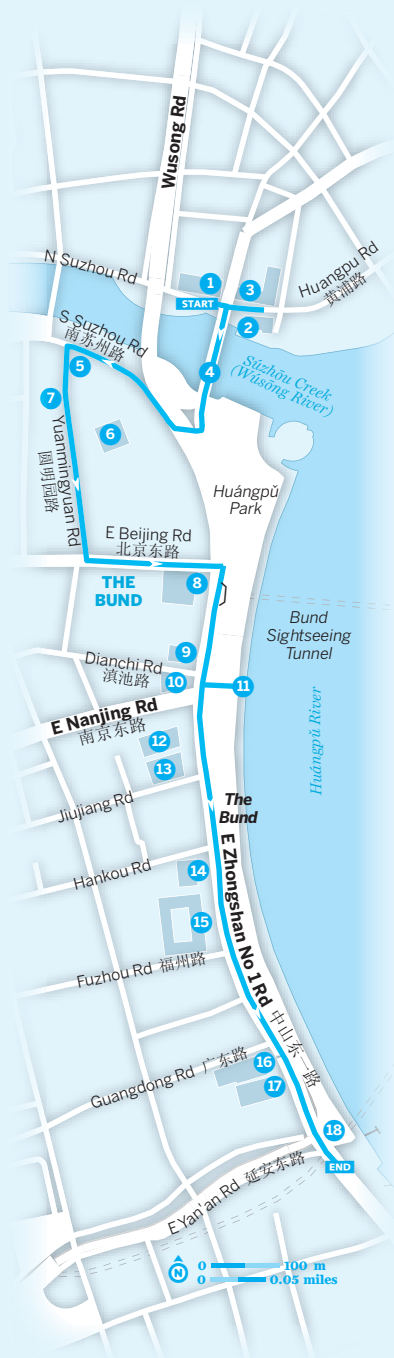 Wusong Rd
N Suzhou Rd
1
3
START
2
Huangpu Rd
黄浦路
S Suzhou Rd
南苏州路
4
Sūzhōu Creek
(Wúsōng River)
5
7
6
Yuanmingyuan Rd
圆明园路
Huángpǔ
Park
E Beijing Rd
北京东路
THE
BUND
8
Bund
Sightseeing
Tunnel
9
Dianchi Rd
滇池路
10
11
E Nanjing Rd
南京东路
Huángpǔ River
12
13
Jiujiang Rd
The
Bund
E Zhongshan No 1 Rd 中山东一路
Hankou Rd
14
15
Fuzhou Rd 福州路
Guangdong Rd 广东路
16
17
18
END
E Yan'an Rd 延安东路
N
0 100 m
0 0.05 miles